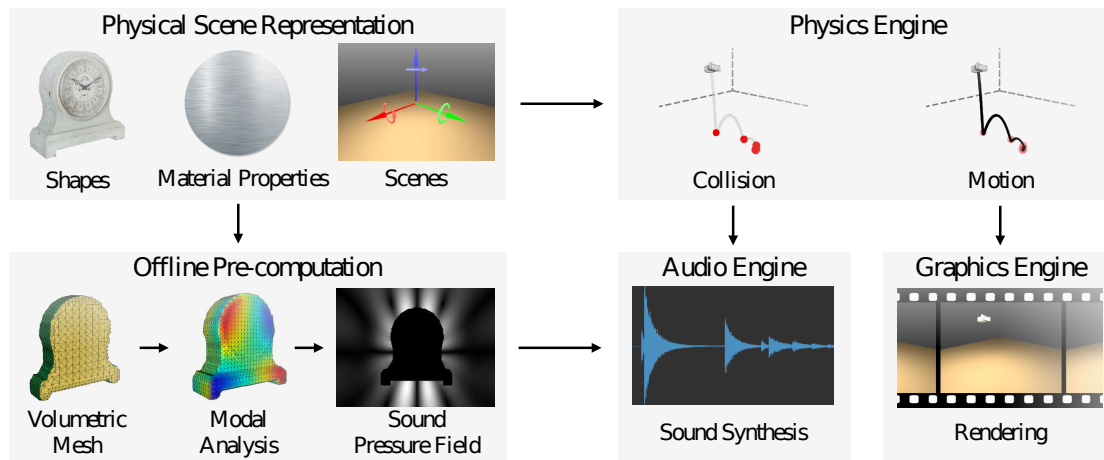 Physical Scene Representation
Shapes
Material Properties
Scenes
Physics Engine
Collision
Motion
Offline Pre-computation
Volumetric
Mesh
Modal
Analysis
Sound
Pressure Field
Audio Engine
Sound Synthesis
Graphics Engine
Rendering